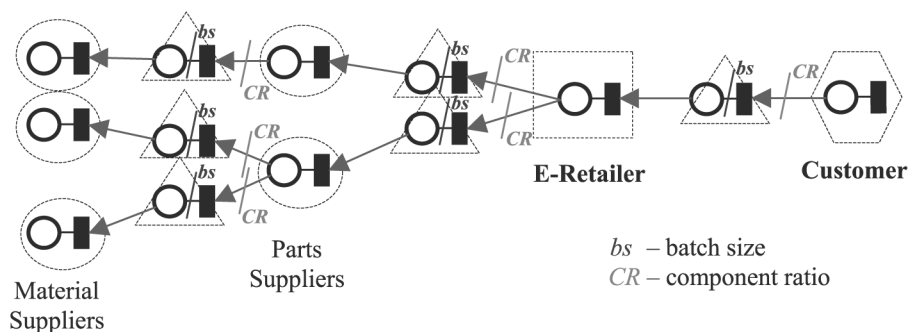 bs
CR
bs
CR
bs
CR
bs
CR
bs
CR
bs
CR
E-Retailer
Customer
Parts
Suppliers
Material
Suppliers
bs – batch size
CR – component ratio